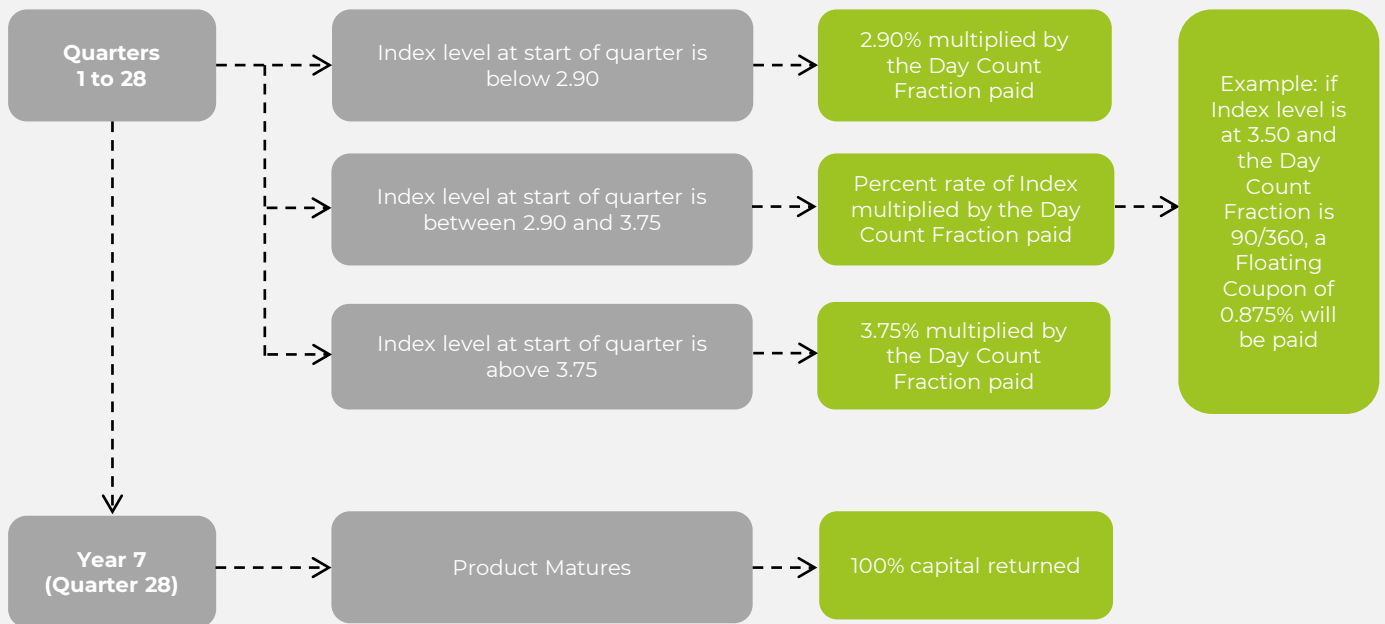 Quarters
1 to 28
Index level at start of quarter is
below 2.90
2.90% multiplied by
the Day Count
Fraction paid
Index level at start of quarter is
between 2.90 and 3.75
Percent rate of Index
multiplied by the Day
Count Fraction paid
Example: if
Index level is
at 3.50 and
the Day
Count
Fraction is
90/360, a
Floating
Coupon of
0.875% will
be paid
Index level at start of quarter is
above 3.75
3.75% multiplied by
the Day Count
Fraction paid
Year 7
(Quarter 28)
Product Matures
100% capital returned